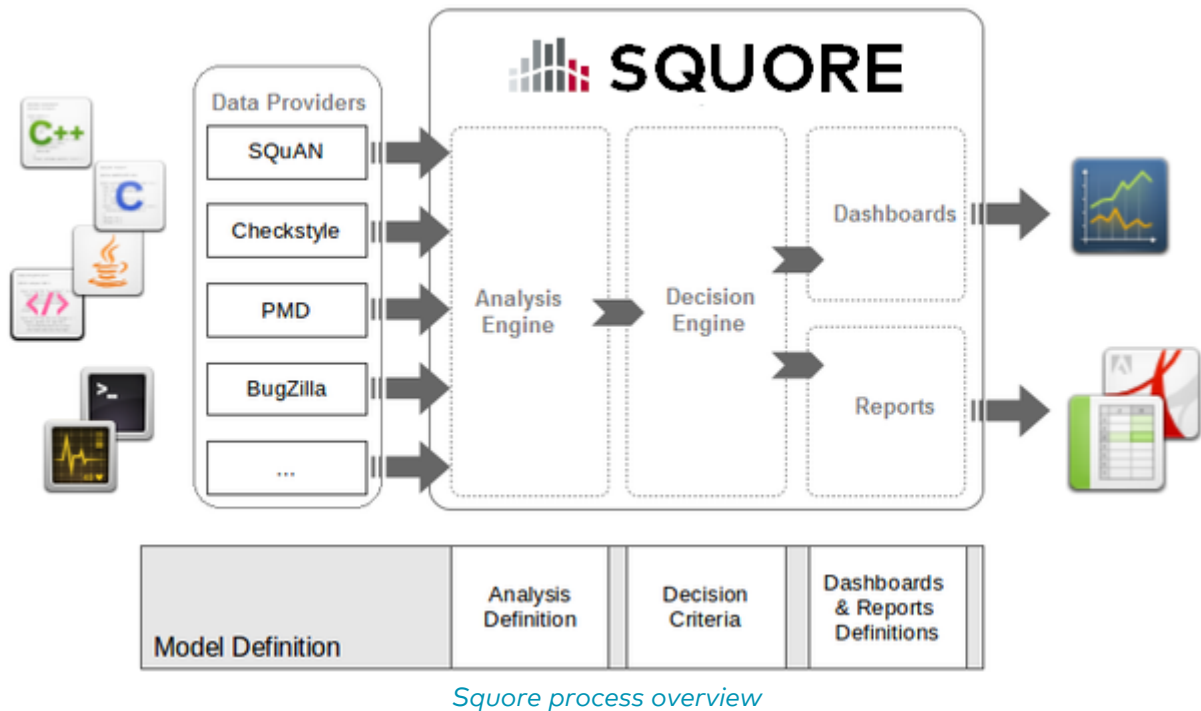 SQUORE
Data Providers
C++
C
</>
>_
SQuAN
Checkstyle
PMD
BugZilla
...
Analysis
Engine
Decision
Engine
Dashboards
Reports
Model Definition
Analysis
Definition
Decision
Criteria
Dashboards
& Reports
Definitions
Squore process overview